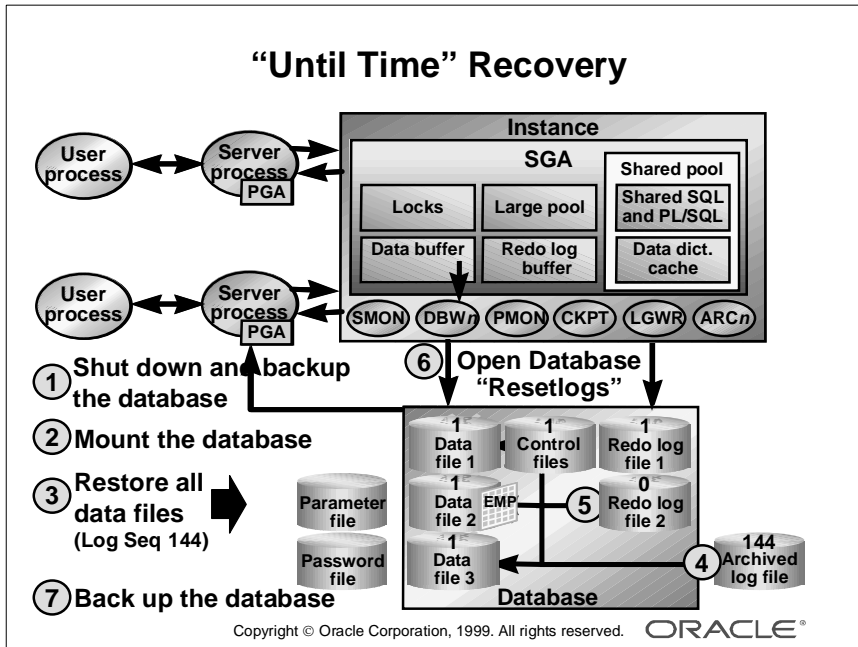 “Until Time” Recovery
Instance
SGA
Shared pool
User
process
Server
process
PGA
Locks
Large pool
Shared SQL
and PL/SQL
Data buffer
Redo log
buffer
Data dict.
cache
User
process
Server
process
PGA
SMON
DBWn
PMON
CKPT
LGWR
ARCn
1
Shut down and backup
the database
6
Open Database
“Resetlogs”
2
Mount the database
1
Data
file 1
1
Control
files
1
Redo log
file 1
3
Restore all
data files
(Log Seq 144)
Parameter
file
1
Data
file 2
EMP
5
0
Redo log
file 2
Password
file
1
Data
file 3
4
144
Archived
log file
7
Back up the database
Database
Copyright © Oracle Corporation, 1999. All rights reserved.
ORACLE®